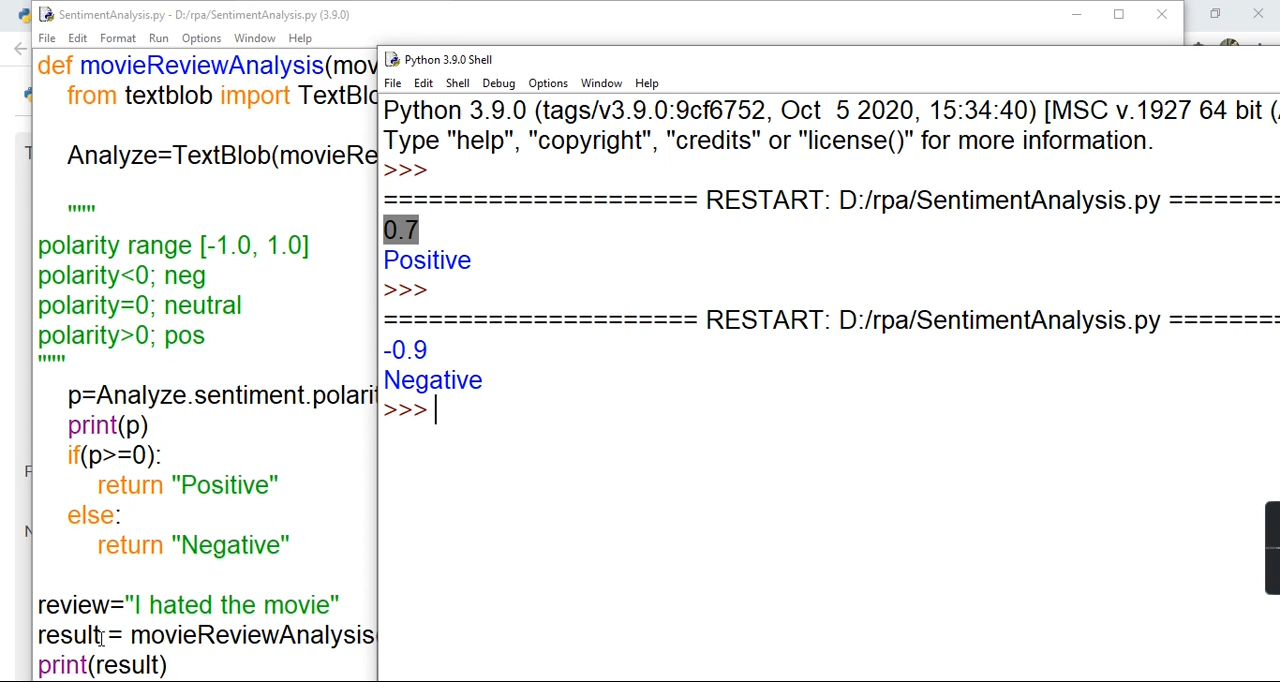 SentimentAnalysis.py - D:/rpa/SentimentAnalysis.py (3.9.0)
File Edit Format Run Options Window Help
def movieReviewAnalysis(mov
from textblob import TextBlo
Analyze=TextBlob(movieRe
"""
polarity range [-1.0, 1.0]
polarity<0; neg
polarity=0; neutral
polarity>0; pos
"""
p=Analyze.sentiment.polarit
print(p)
if(p>=0):
return "Positive"
else:
return "Negative"
review="I hated the movie"
result = movieReviewAnalysis(
print(result)
Python 3.9.0 Shell
File Edit Shell Debug Options Window Help
Python 3.9.0 (tags/v3.9.0:9cf6752, Oct 5 2020, 15:34:40) [MSC v.1927 64 bit (
Type "help", "copyright", "credits" or "license()" for more information.
>>>
===================== RESTART: D:/rpa/SentimentAnalysis.py ========
0.7
Positive
>>>
===================== RESTART: D:/rpa/SentimentAnalysis.py ========
-0.9
Negative
>>>